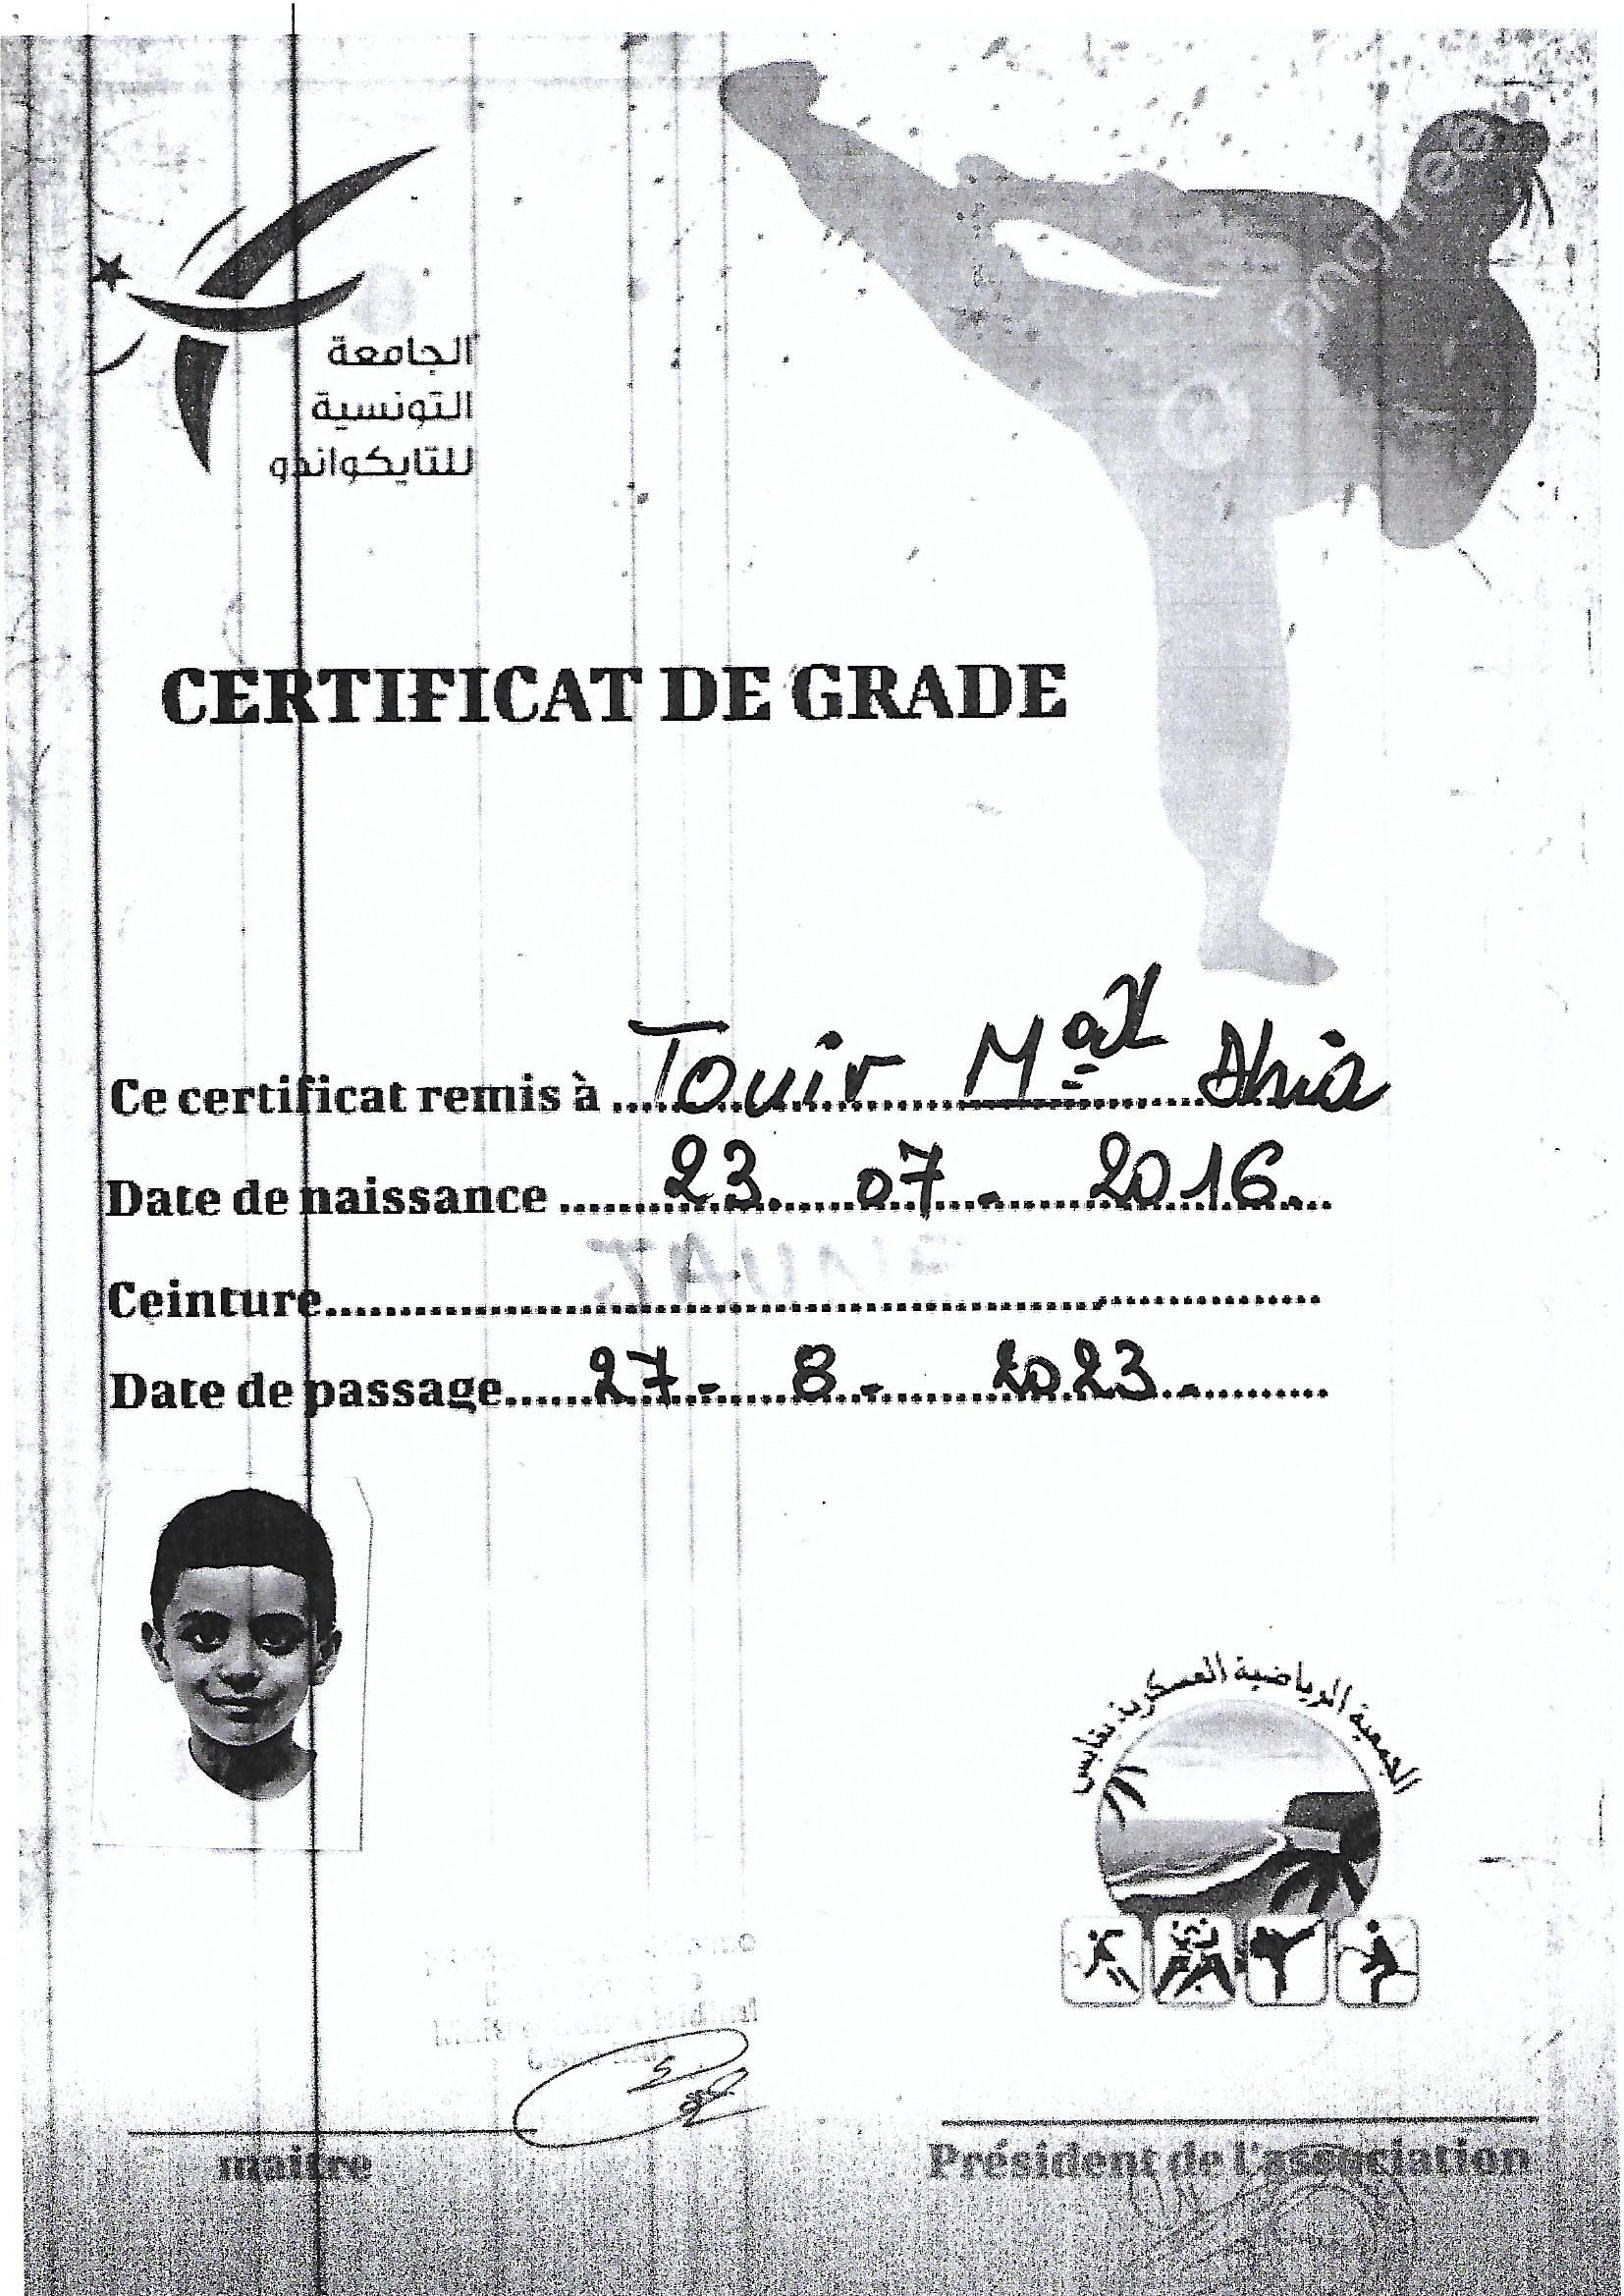 الجامعة
التونسية
للتايكواندو
CERTIFICAT DE GRADE
Ce certificat remis à Touir Med Dhia
Date de naissance 23. 07. 2016.
Ceinture JAUNE
Date de passage 27 - 8 - 2023.
الجمعية الرياضية العسكرية بقابس
maitre
Président de l'association